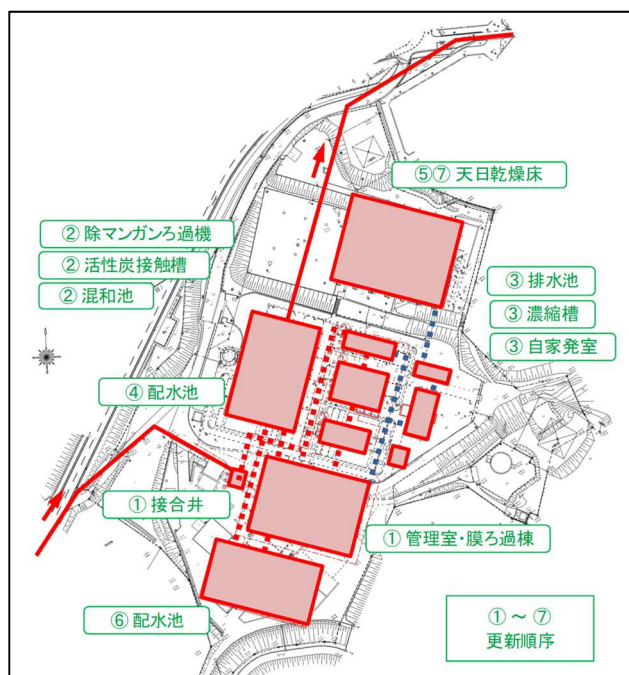 ⑤⑦ 天日乾燥床
② 除マンガンろ過機
② 活性炭接触槽
② 混和池
③ 排水池
③ 濃縮槽
③ 自家発室
④ 配水池
① 接合井
① 管理室・膜ろ過棟
⑥ 配水池
① ～ ⑦
更新順序